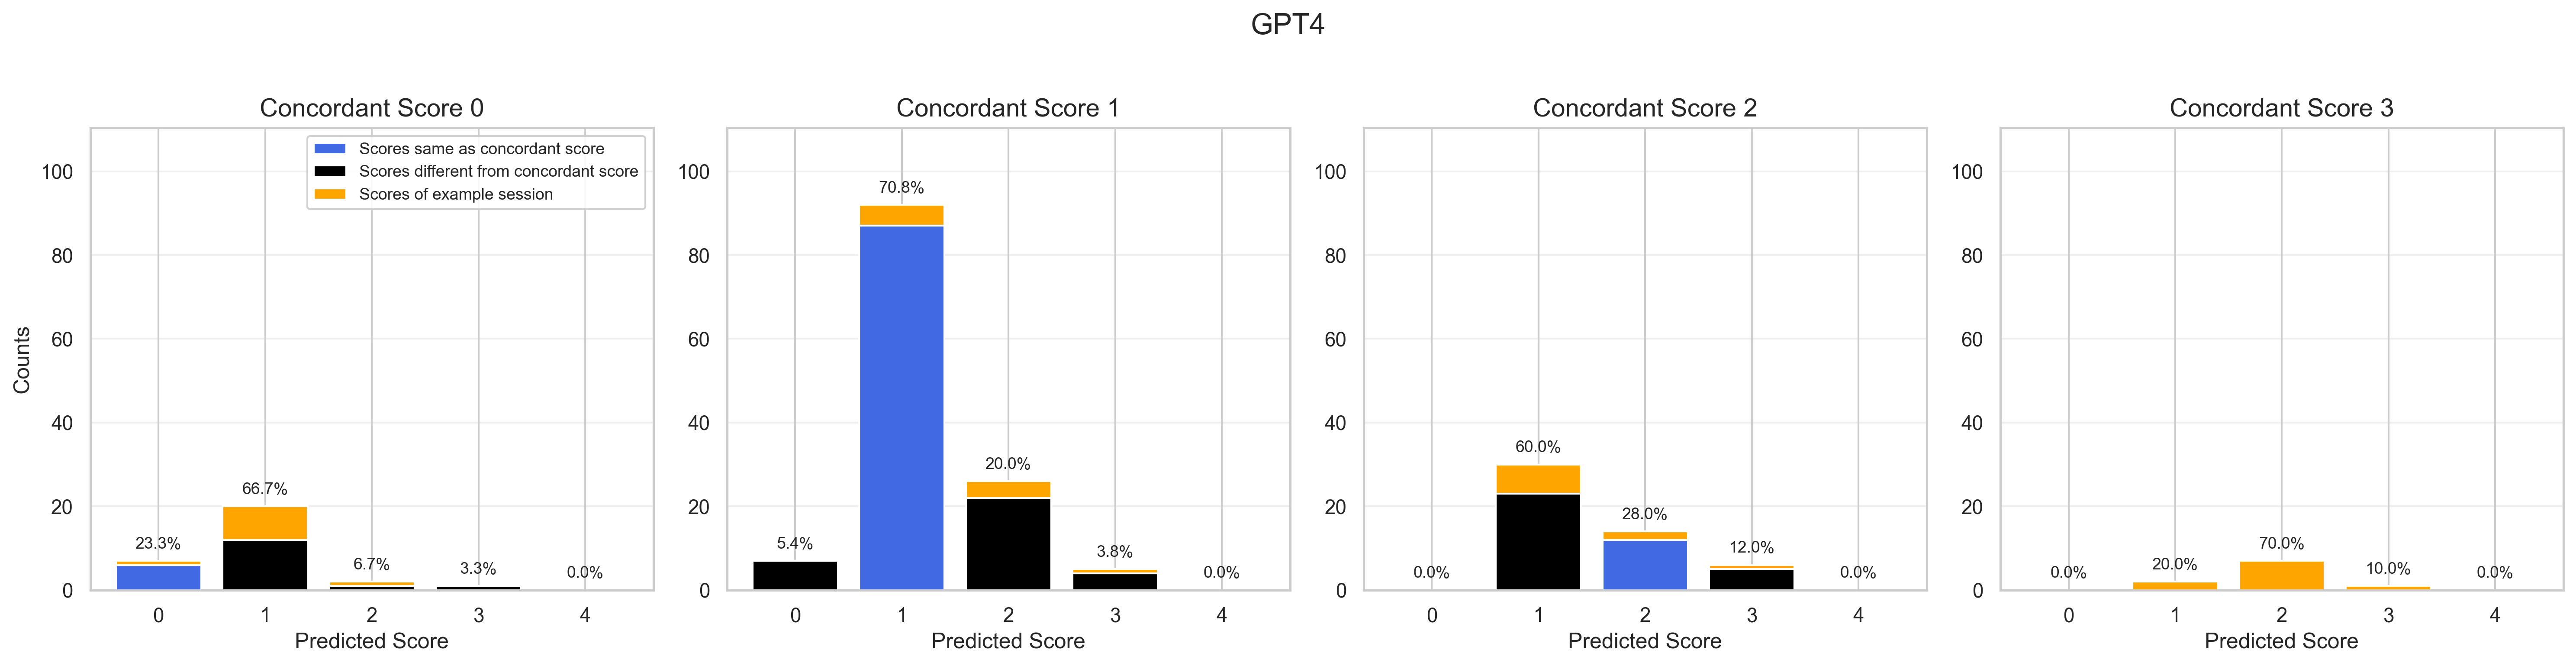 GPT4
Concordant Score 0
Counts
100
80
60
40
20
0
Scores same as concordant score
Scores different from concordant score
Scores of example session
23.3%
66.7%
6.7%
3.3%
0.0%
0 1 2 3 4
Predicted Score
Concordant Score 1
100
80
60
40
20
0
5.4%
70.8%
20.0%
3.8%
0.0%
0 1 2 3 4
Predicted Score
Concordant Score 2
100
80
60
40
20
0
0.0%
60.0%
28.0%
12.0%
0.0%
0 1 2 3 4
Predicted Score
Concordant Score 3
100
80
60
40
20
0
0.0%
20.0%
70.0%
10.0%
0.0%
0 1 2 3 4
Predicted Score